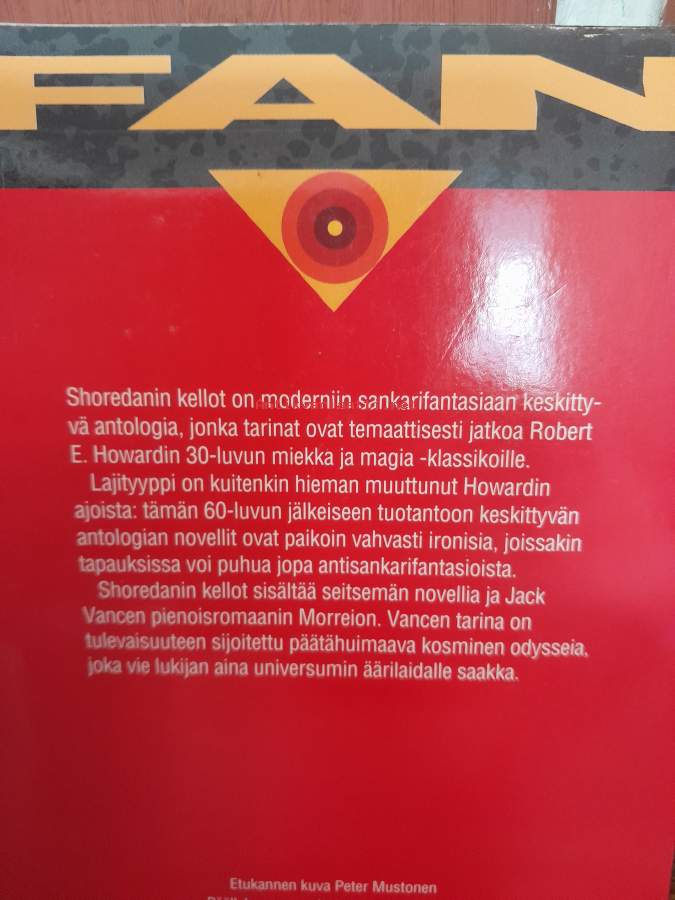 FAN
Shoredanin kellot on moderniin sankarifantasiaan keskitty-
vä antologia, jonka tarinat ovat temaattisesti jatkoa Robert
E. Howardin 30-luvun miekka ja magia -klassikoille.
Lajityyppi on kuitenkin hieman muuttunut Howardin
ajoista: tämän 60-luvun jälkeiseen tuotantoon keskittyvän
antologian novellit ovat paikoin vahvasti ironisia, joissakin
tapauksissa voi puhua jopa antisankarifantasioista.
Shoredanin kellot sisältää seitsemän novellia ja Jack
Vancen pienoisromaanin Morreion. Vancen tarina on
tulevaisuuteen sijoitettu päätähuimaava kosminen odysseia,
joka vie lukijan aina universumin äärilaidalle saakka.
Etukannen kuva Peter Mustonen